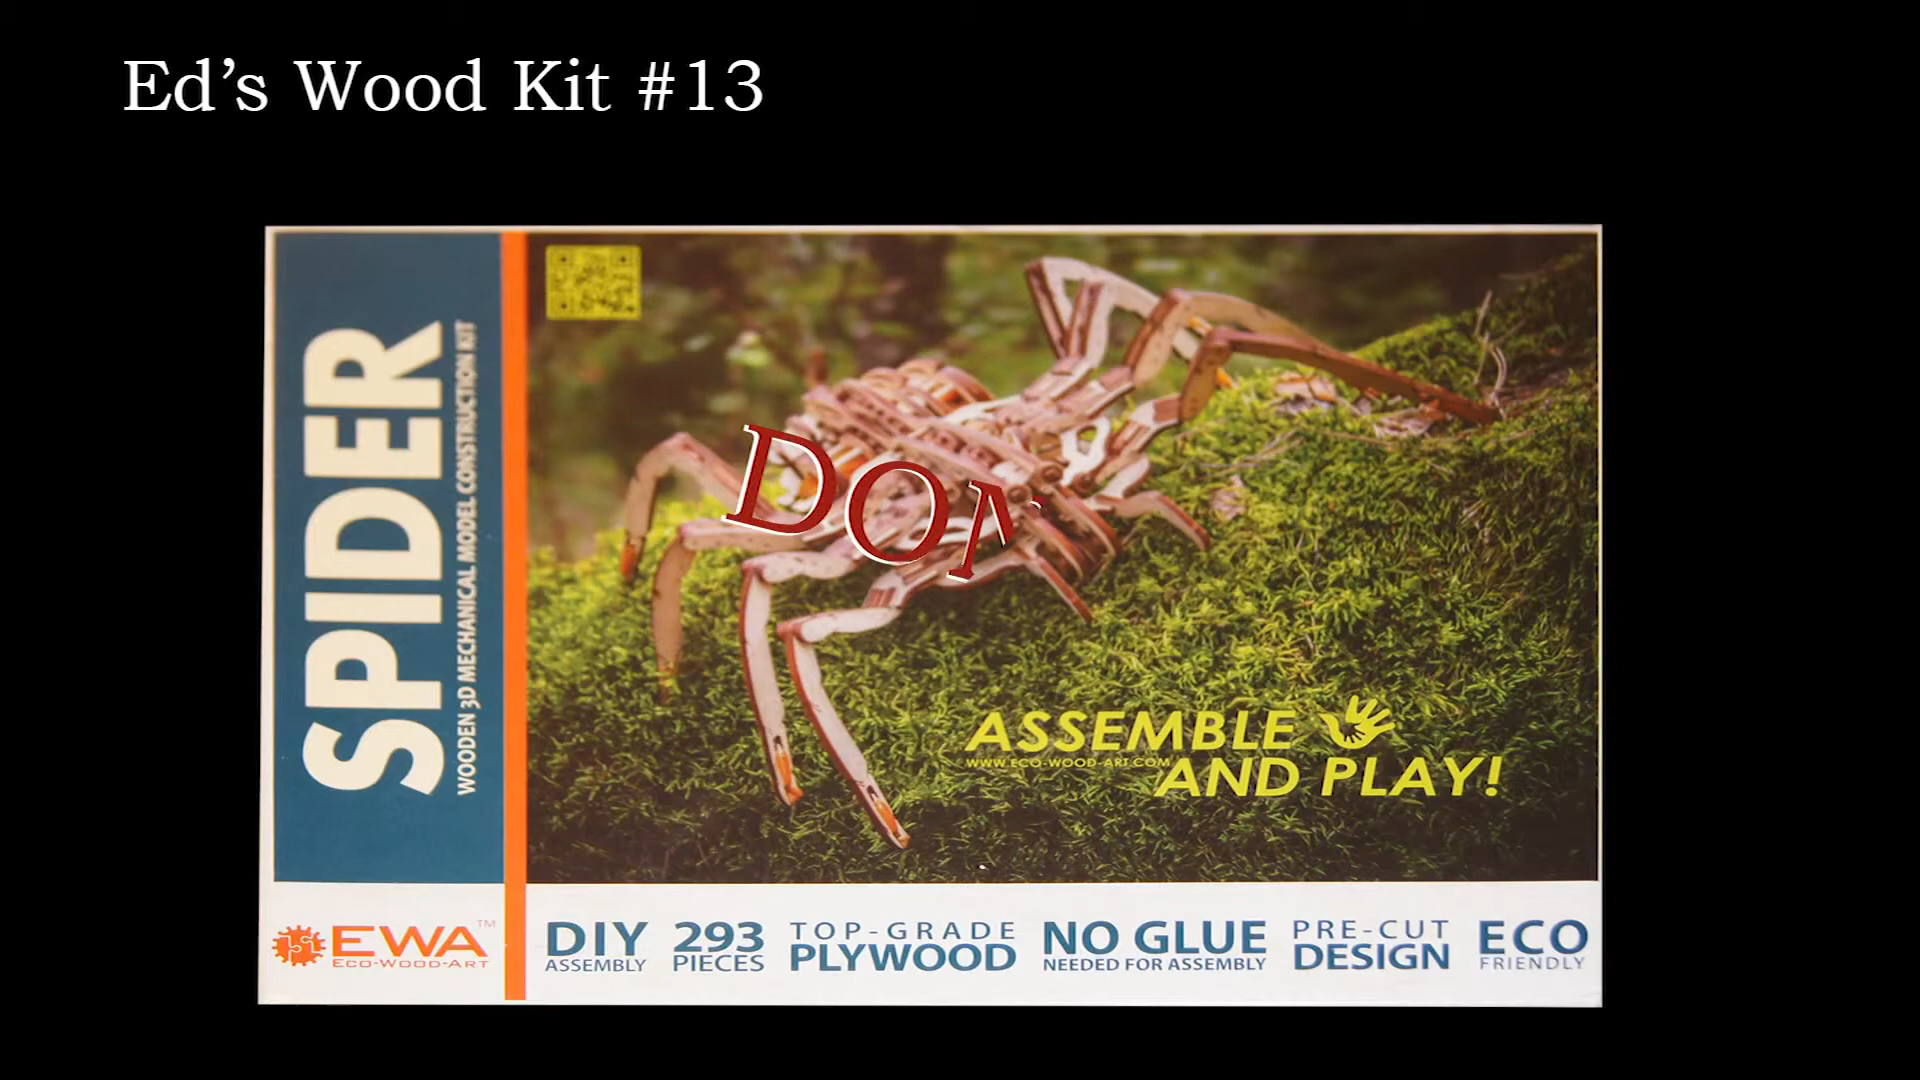 Ed’s Wood Kit #13
SPIDER
WOODEN 3D MECHANICAL MODEL CONSTRUCTION KIT
DON
ASSEMBLE
WWW.ECO-WOOD-ART.COM
AND PLAY!
EWA™
ECO-WOOD-ART
DIY
ASSEMBLY
293
PIECES
TOP-GRADE
PLYWOOD
NO GLUE
NEEDED FOR ASSEMBLY
PRE-CUT
DESIGN
ECO
FRIENDLY